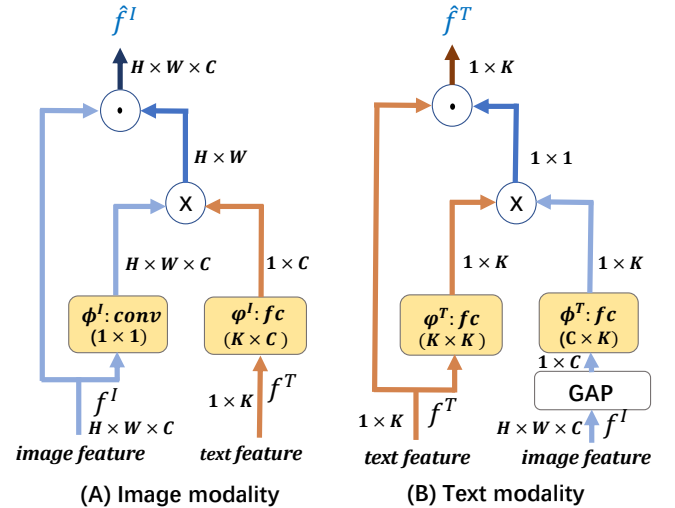 f̂^I
H × W × C
·
H × W
X
H × W × C
1 × C
ϕ^I: conv
(1 × 1)
φ^I: fc
(K × C)
f^I
1 × K
f^T
H × W × C
image feature
text feature
(A) Image modality
f̂^T
1 × K
·
1 × 1
X
1 × K
1 × K
φ^T: fc
(K × K)
ϕ^T: fc
(C × K)
1 × C
GAP
1 × K
f^T
H × W × C
f^I
text feature
image feature
(B) Text modality